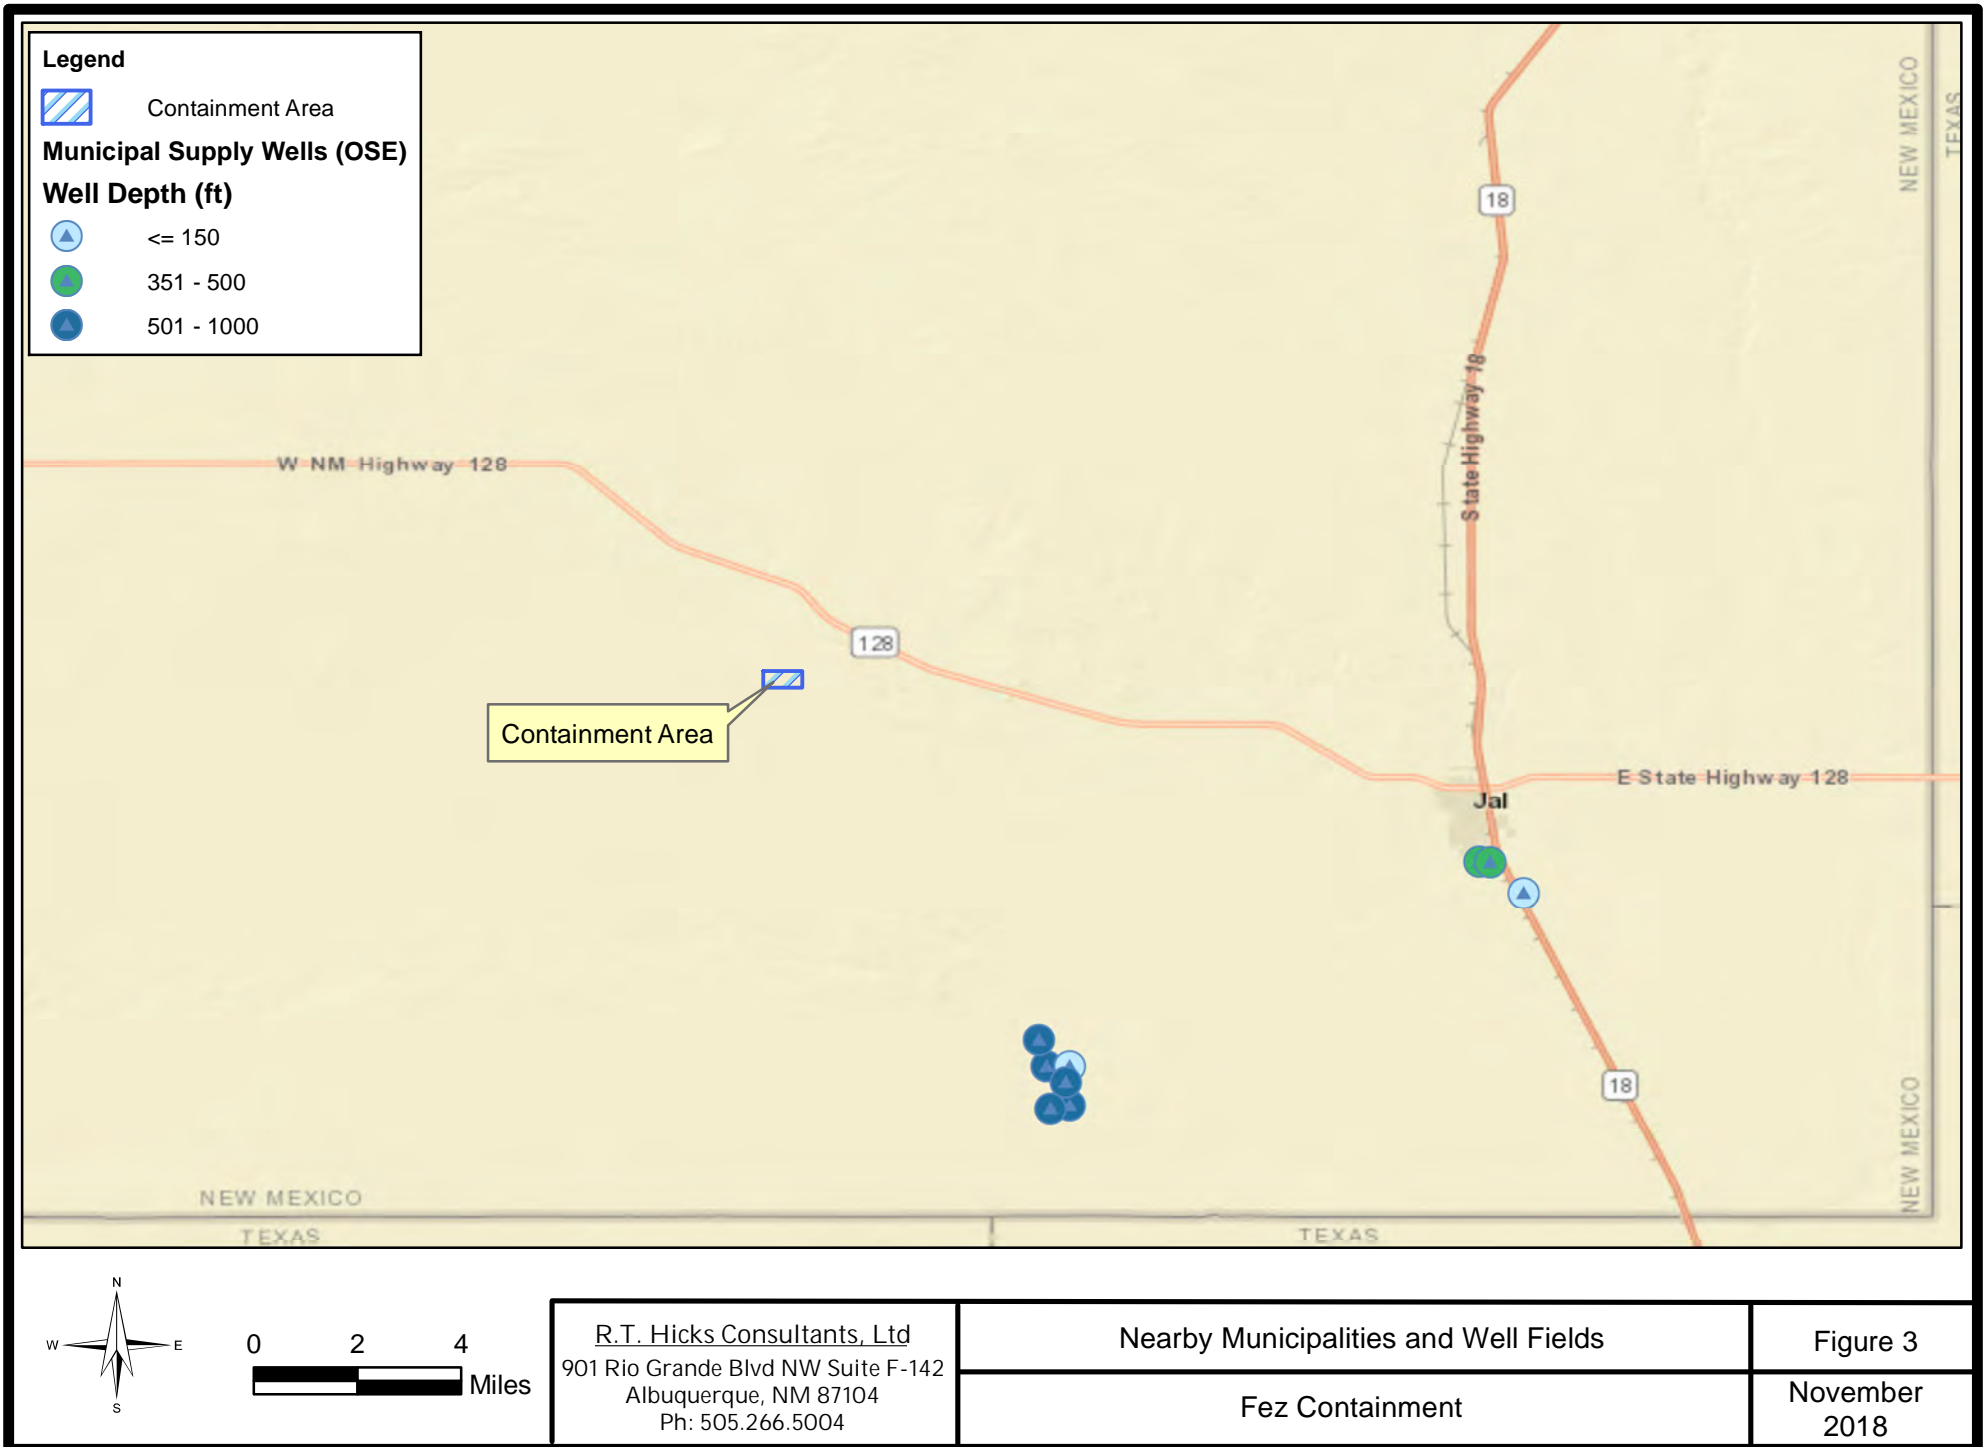 Legend
Containment Area
Municipal Supply Wells (OSE)
Well Depth (ft)
<= 150
351 - 500
501 - 1000
NEW MEXICO
TEXAS
18
State Highway 18
W NM Highway 128
128
Containment Area
E State Highway 128
Jal
18
NEW MEXICO
NEW MEXICO
TEXAS
TEXAS
N
W
E
S
0 2 4
Miles
R.T. Hicks Consultants, Ltd
901 Rio Grande Blvd NW Suite F-142
Albuquerque, NM 87104
Ph: 505.266.5004
Nearby Municipalities and Well Fields
Fez Containment
Figure 3
November
2018